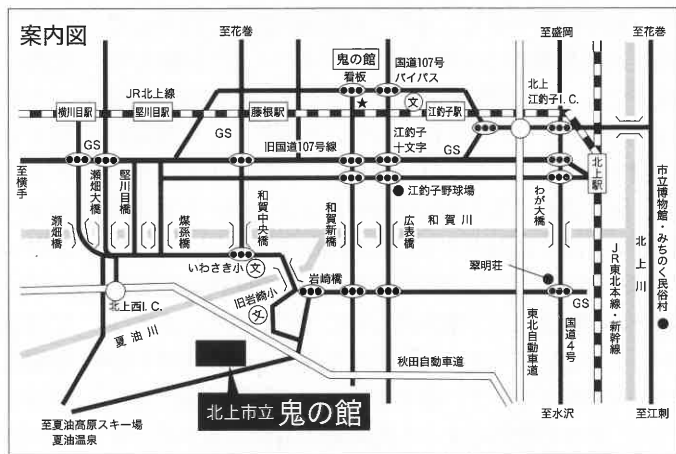 案内図
至花巻
鬼の館
看板
国道107号
バイパス
至盛岡
至花巻
JR北上線
北上
江釣子I.C.
横川目駅
堅川目駅
藤根駅
★
文
江釣子駅
GS
GS
旧国道107号線
江釣子
十文字
GS
北上駅
至横手
瀬畑大橋
堅川目橋
江釣子野球場
わが大橋
市立博物館・みちのく民俗村
瀬畑橋
煤孫橋
和賀中央橋
和賀新橋
広表橋
和賀川
いわさき小
文
岩崎橋
翠明荘
JR東北本線・新幹線
北上川
旧岩崎小
文
GS
北上西I.C.
夏油川
東北自動車道
国道4号
秋田自動車道
北上市立 鬼の館
至夏油高原スキー場
夏油温泉
至水沢
至江刺